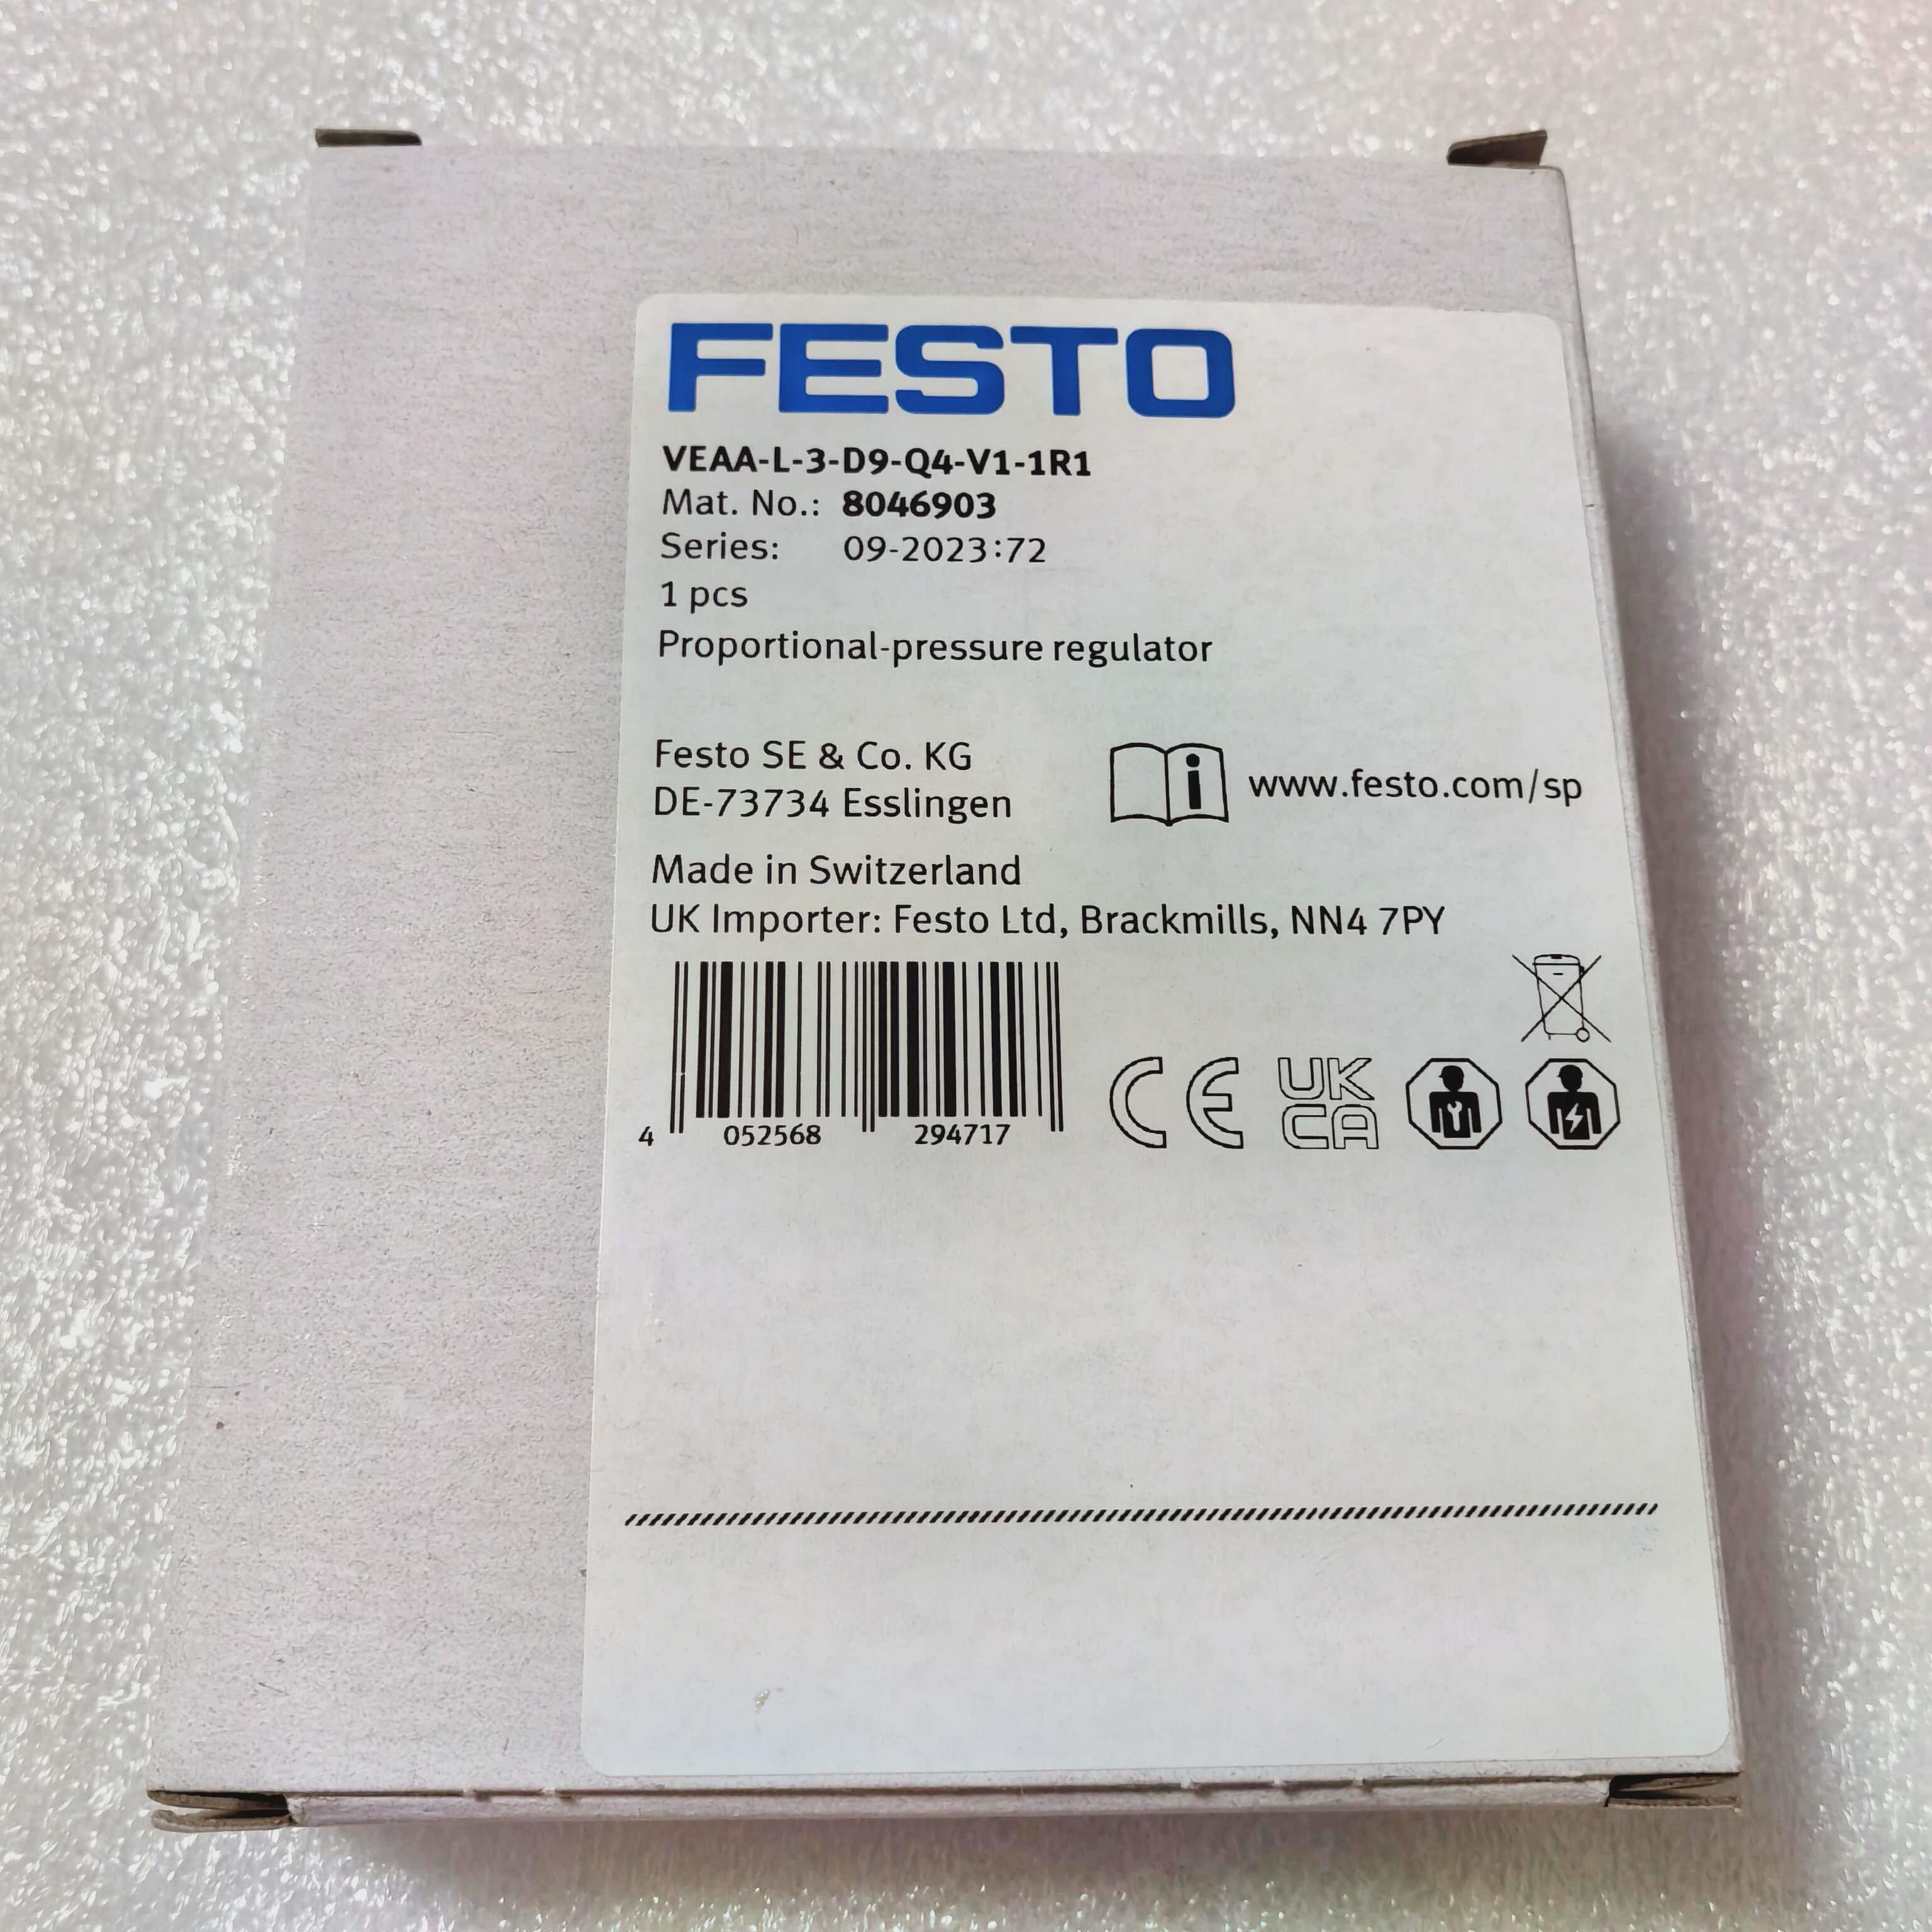 FESTO
VEAA-L-3-D9-Q4-V1-1R1
Mat. No.: 8046903
Series: 09-2023:72
1 pcs
Proportional-pressure regulator
Festo SE & Co. KG
DE-73734 Esslingen
www.festo.com/sp
Made in Switzerland
UK Importer: Festo Ltd, Brackmills, NN4 7PY
4 052568 294717
CE UK
CA